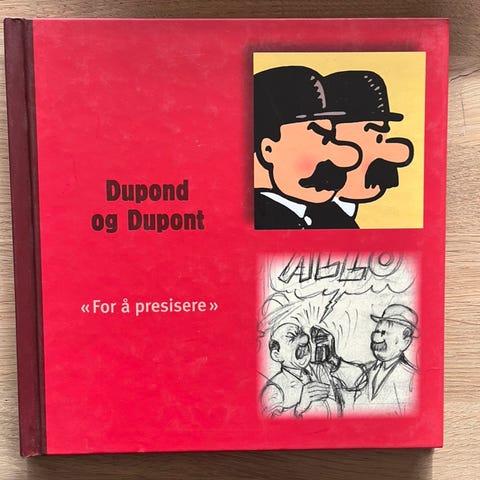 Dupond
og Dupont
«For å presisere»
ALLO